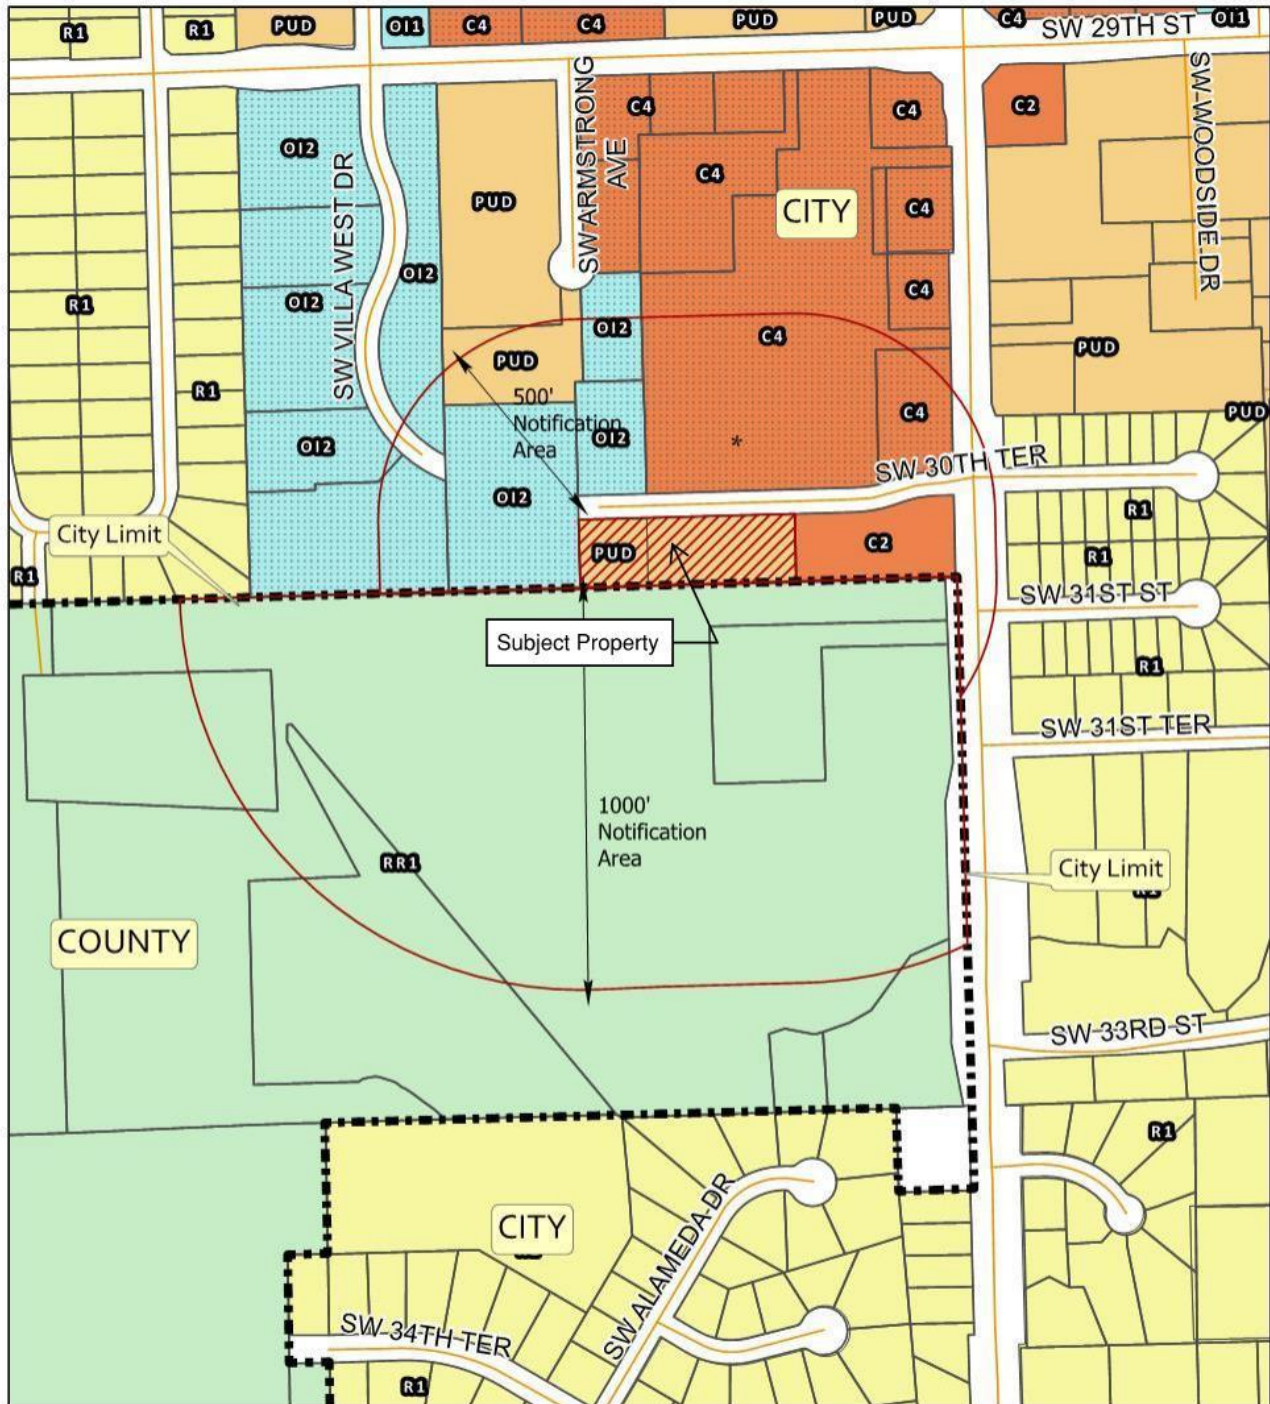 R1
R1
PUD
OI1
C4
C4
PUD
PUD
C4
SW 29TH ST
OI1
SW VILLA WEST DR
SW ARMSTRONG
AVE
SW WOODSIDE DR
OI2
C4
C4
C2
C4
PUD
CITY
C4
OI2
C4
R1
OI2
OI2
C4
PUD
PUD
R1
500'
Notification
Area
C4
PUD
OI2
OI2
*
SW 30TH TER
OI2
R1
City Limit
PUD
C2
R1
R1
SW 31ST ST
Subject Property
R1
SW 31ST TER
1000'
Notification
Area
RR1
City Limit
COUNTY
SW 33RD ST
R1
CITY
SW ALAMEDA DR
SW 34TH TER
R1